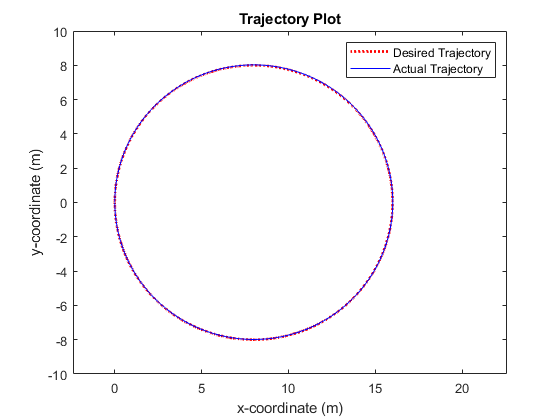 Trajectory Plot
Desired Trajectory
Actual Trajectory
10
8
6
4
2
0
-2
-4
-6
-8
-10
y-coordinate (m)
0 5 10 15 20
x-coordinate (m)